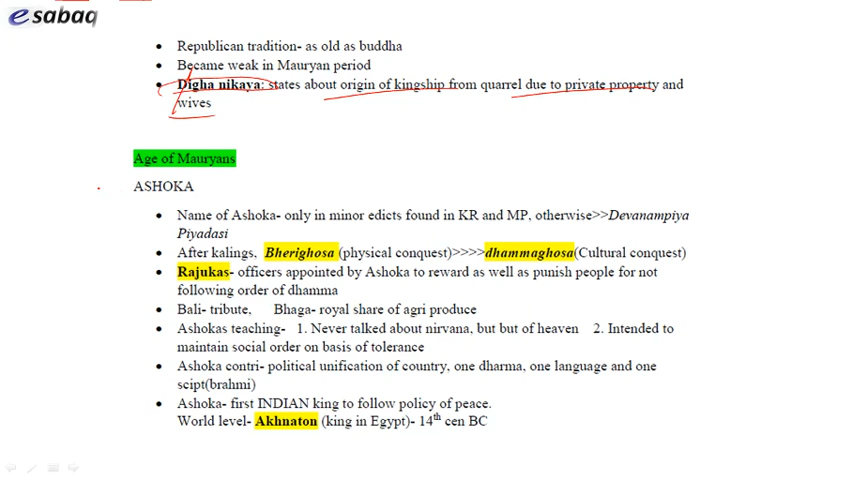 esabaq
Republican tradition- as old as buddha
Became weak in Mauryan period
Digha nikaya: states about origin of kingship from quarrel due to private property and
wives
Age of Mauryans
ASHOKA
Name of Ashoka- only in minor edicts found in KR and MP, otherwise>>Devanampiya
Piyadasi
After kalings, Bherighosa (physical conquest)>>>>dhammaghosa(Cultural conquest)
Rajukas- officers appointed by Ashoka to reward as well as punish people for not
following order of dhamma
Bali- tribute, Bhaga- royal share of agri produce
Ashokas teaching- 1. Never talked about nirvana, but but of heaven 2. Intended to
maintain social order on basis of tolerance
Ashoka contri- political unification of country, one dharma, one language and one
scipt(brahmi)
Ashoka- first INDIAN king to follow policy of peace.
World level- Akhnaton (king in Egypt)- 14th cen BC